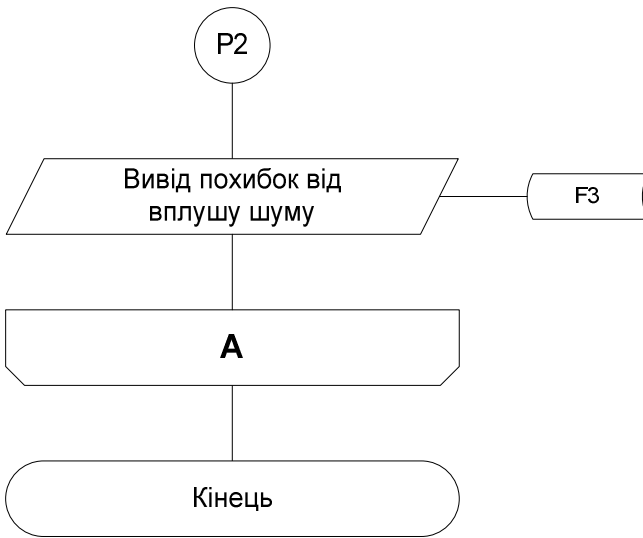 P2
Вивід похибок від
вплушу шуму
F3
A
Кінець